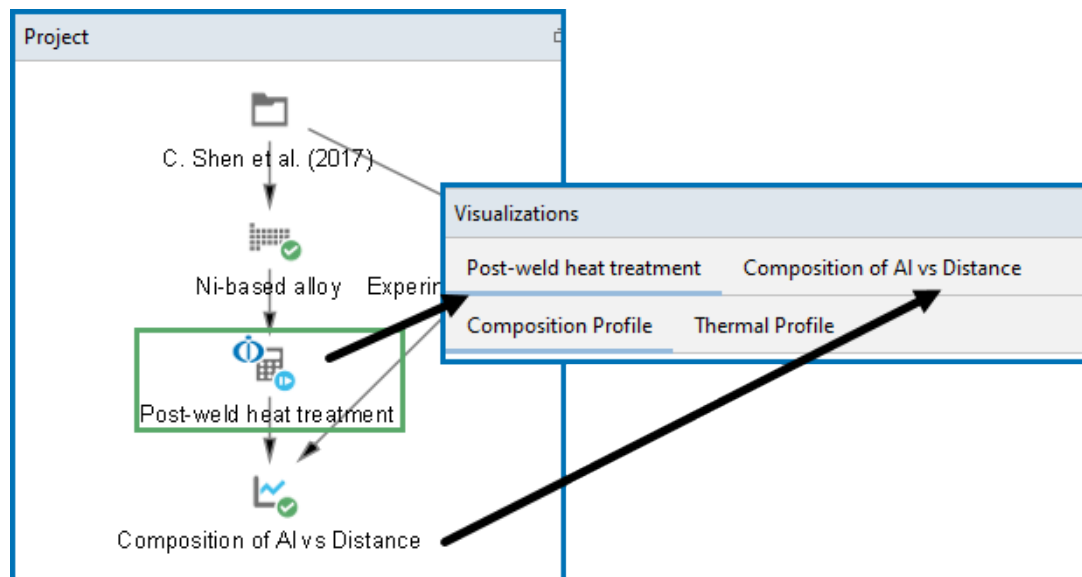 Project
C. Shen et al. (2017)
Ni-based alloy
Post-weld heat treatment
Composition of Al vs Distance
Visualizations
Post-weld heat treatment Composition of Al vs Distance
Composition Profile Thermal Profile